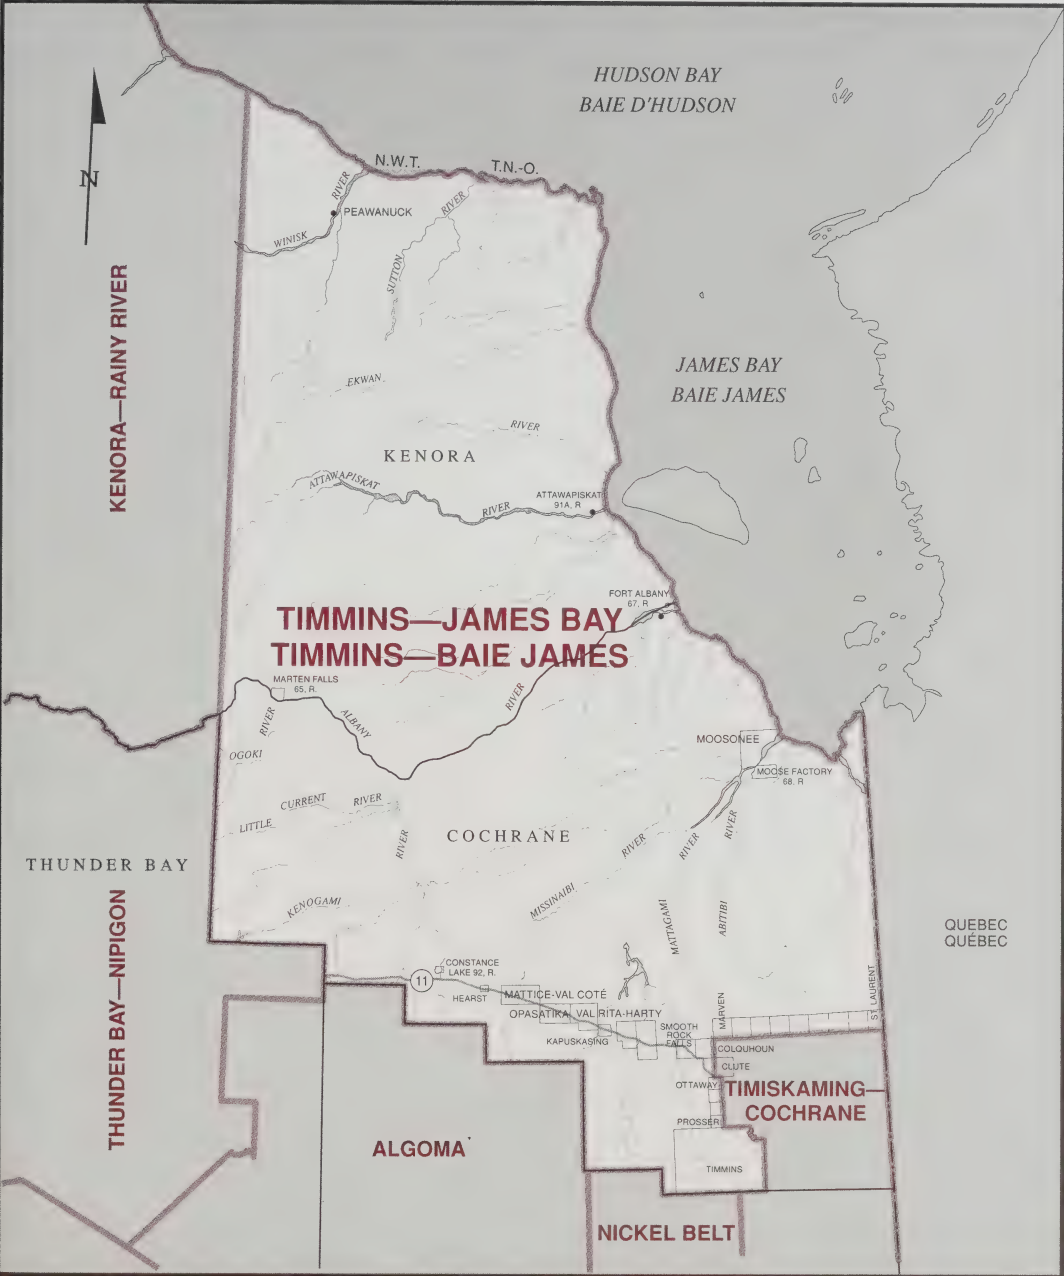 HUDSON BAY
BAIE D'HUDSON
N
N.W.T.
T.N.-O.
RIVER
PEAWANUCK
WINISK
RIVER
SUTTON
KENORA—RAINY RIVER
JAMES BAY
BAIE JAMES
EKWAN
RIVER
KENORA
ATTAWAPISKAT
RIVER
ATTAWAPISKAT
91A, R
FORT ALBANY
67, R
TIMMINS—JAMES BAY
TIMMINS—BAIE JAMES
MARTEN FALLS
65, R.
RIVER
ALBANY
RIVER
OGOKI
MOOSONEE
MOOSE FACTORY
68, R
CURRENT
RIVER
LITTLE
RIVER
COCHRANE
RIVER
RIVER
RIVER
THUNDER BAY
KENOGAMI
MISSINAIBI
MATTAGAMI
ABITIBI
THUNDER BAY—NIPIGON
QUEBEC
QUÉBEC
CONSTANCE
LAKE 92, R.
11
HEARST
MATTICE-VAL COTÉ
OPASATIKA
VAL RITA-HARTY
KAPUSKASING
SMOOTH
ROCK
FALLS
MARVEN
ST. LAURENT
COLQUHOUN
CLUTE
OTTAWAY
TIMISKAMING—
COCHRANE
PROSSER
ALGOMA
TIMMINS
NICKEL BELT